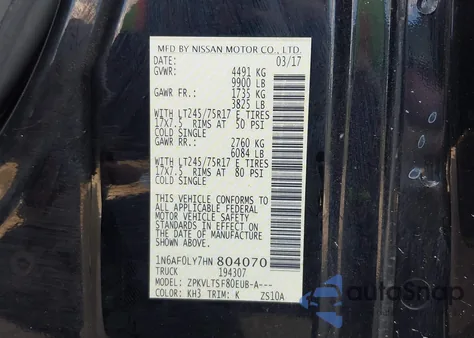 MFD BY NISSAN MOTOR CO., LTD.
DATE: 03/17
GVWR: 4491 KG
9900 LB
GAWR FR: 1735 KG
3825 LB
WITH LT245/75R17 E TIRES
17X7.5 RIMS AT 50 PSI
COLD SINGLE
GAWR RR: 2760 KG
6084 LB
WITH LT245/75R17 E TIRES
17X7.5 RIMS AT 80 PSI
COLD SINGLE
THIS VEHICLE CONFORMS TO ALL
APPLICABLE FEDERAL
MOTOR VEHICLE SAFETY STANDARDS
IN EFFECT ON THE DATE OF
MANUFACTURE SHOWN ABOVE.
1N6AF0LY7HN 804070
TRUCK 194307
MODEL: ZPKVLTSF80EUB-A---
COLOR: KH3 TRIM: K ZS10A
autoSnap